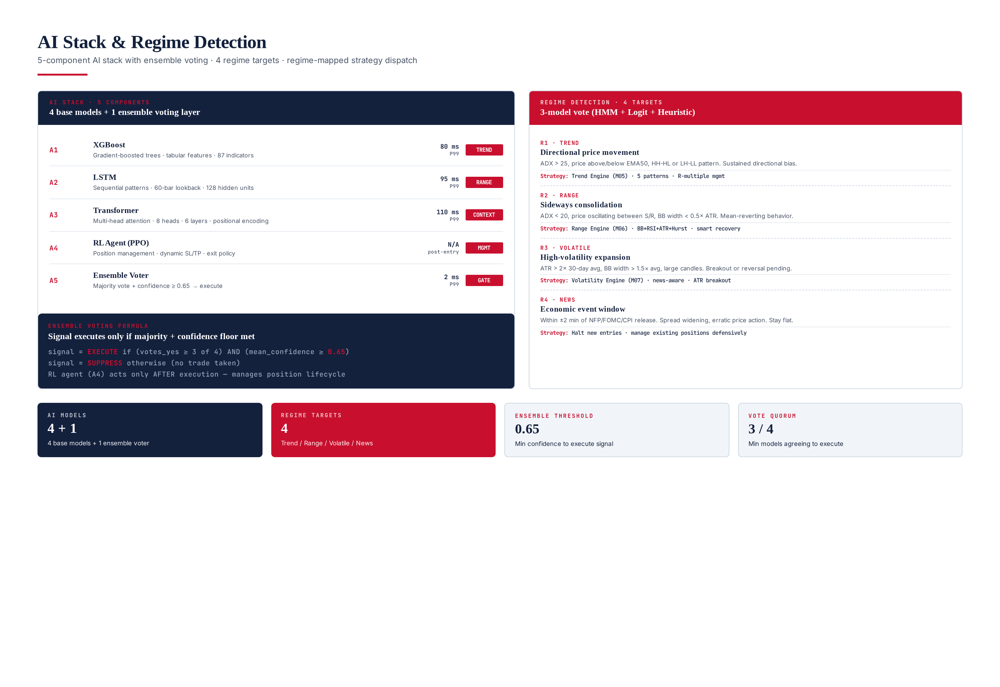 AI Stack & Regime Detection
5-component AI stack with ensemble voting · 4 regime targets · regime-mapped strategy dispatch
AI STACK · 5 COMPONENTS
4 base models + 1 ensemble voting layer
A1
XGBoost
Gradient-boosted trees · tabular features · 87 indicators
80 ms
P99
TREND
A2
LSTM
Sequential patterns · 60-bar lookback · 128 hidden units
95 ms
P99
RANGE
A3
Transformer
Multi-head attention · 8 heads · 6 layers · positional encoding
110 ms
P99
CONTEXT
A4
RL Agent (PPO)
Position management · dynamic SL/TP · exit policy
N/A
post-entry
MGMT
A5
Ensemble Voter
Majority vote + confidence ≥ 0.65 → execute
2 ms
P99
GATE
ENSEMBLE VOTING FORMULA
Signal executes only if majority + confidence floor met
signal = EXECUTE if (votes_yes ≥ 3 of 4) AND (mean_confidence ≥ 0.65)
signal = SUPPRESS otherwise (no trade taken)
RL agent (A4) acts only AFTER execution — manages position lifecycle
REGIME DETECTION · 4 TARGETS
3-model vote (HMM + Logit + Heuristic)
R1 · TREND
Directional price movement
ADX > 25, price above/below EMA50, HH-HL or LH-LL pattern. Sustained directional bias.
Strategy: Trend Engine (M05) · 5 patterns · R-multiple mgmt
R2 · RANGE
Sideways consolidation
ADX < 20, price oscillating between S/R, BB width < 0.5× ATR. Mean-reverting behavior.
Strategy: Range Engine (M06) · BB+RSI+ATR+Hurst · smart recovery
R3 · VOLATILE
High-volatility expansion
ATR > 2× 30-day avg, BB width > 1.5× avg, large candles. Breakout or reversal pending.
Strategy: Volatility Engine (M07) · news-aware · ATR breakout
R4 · NEWS
Economic event window
Within ±2 min of NFP/FOMC/CPI release. Spread widening, erratic price action. Stay flat.
Strategy: Halt new entries · manage existing positions defensively
AI MODELS
4 + 1
4 base models + 1 ensemble voter
REGIME TARGETS
4
Trend / Range / Volatile / News
ENSEMBLE THRESHOLD
0.65
Min confidence to execute signal
VOTE QUORUM
3 / 4
Min models agreeing to execute